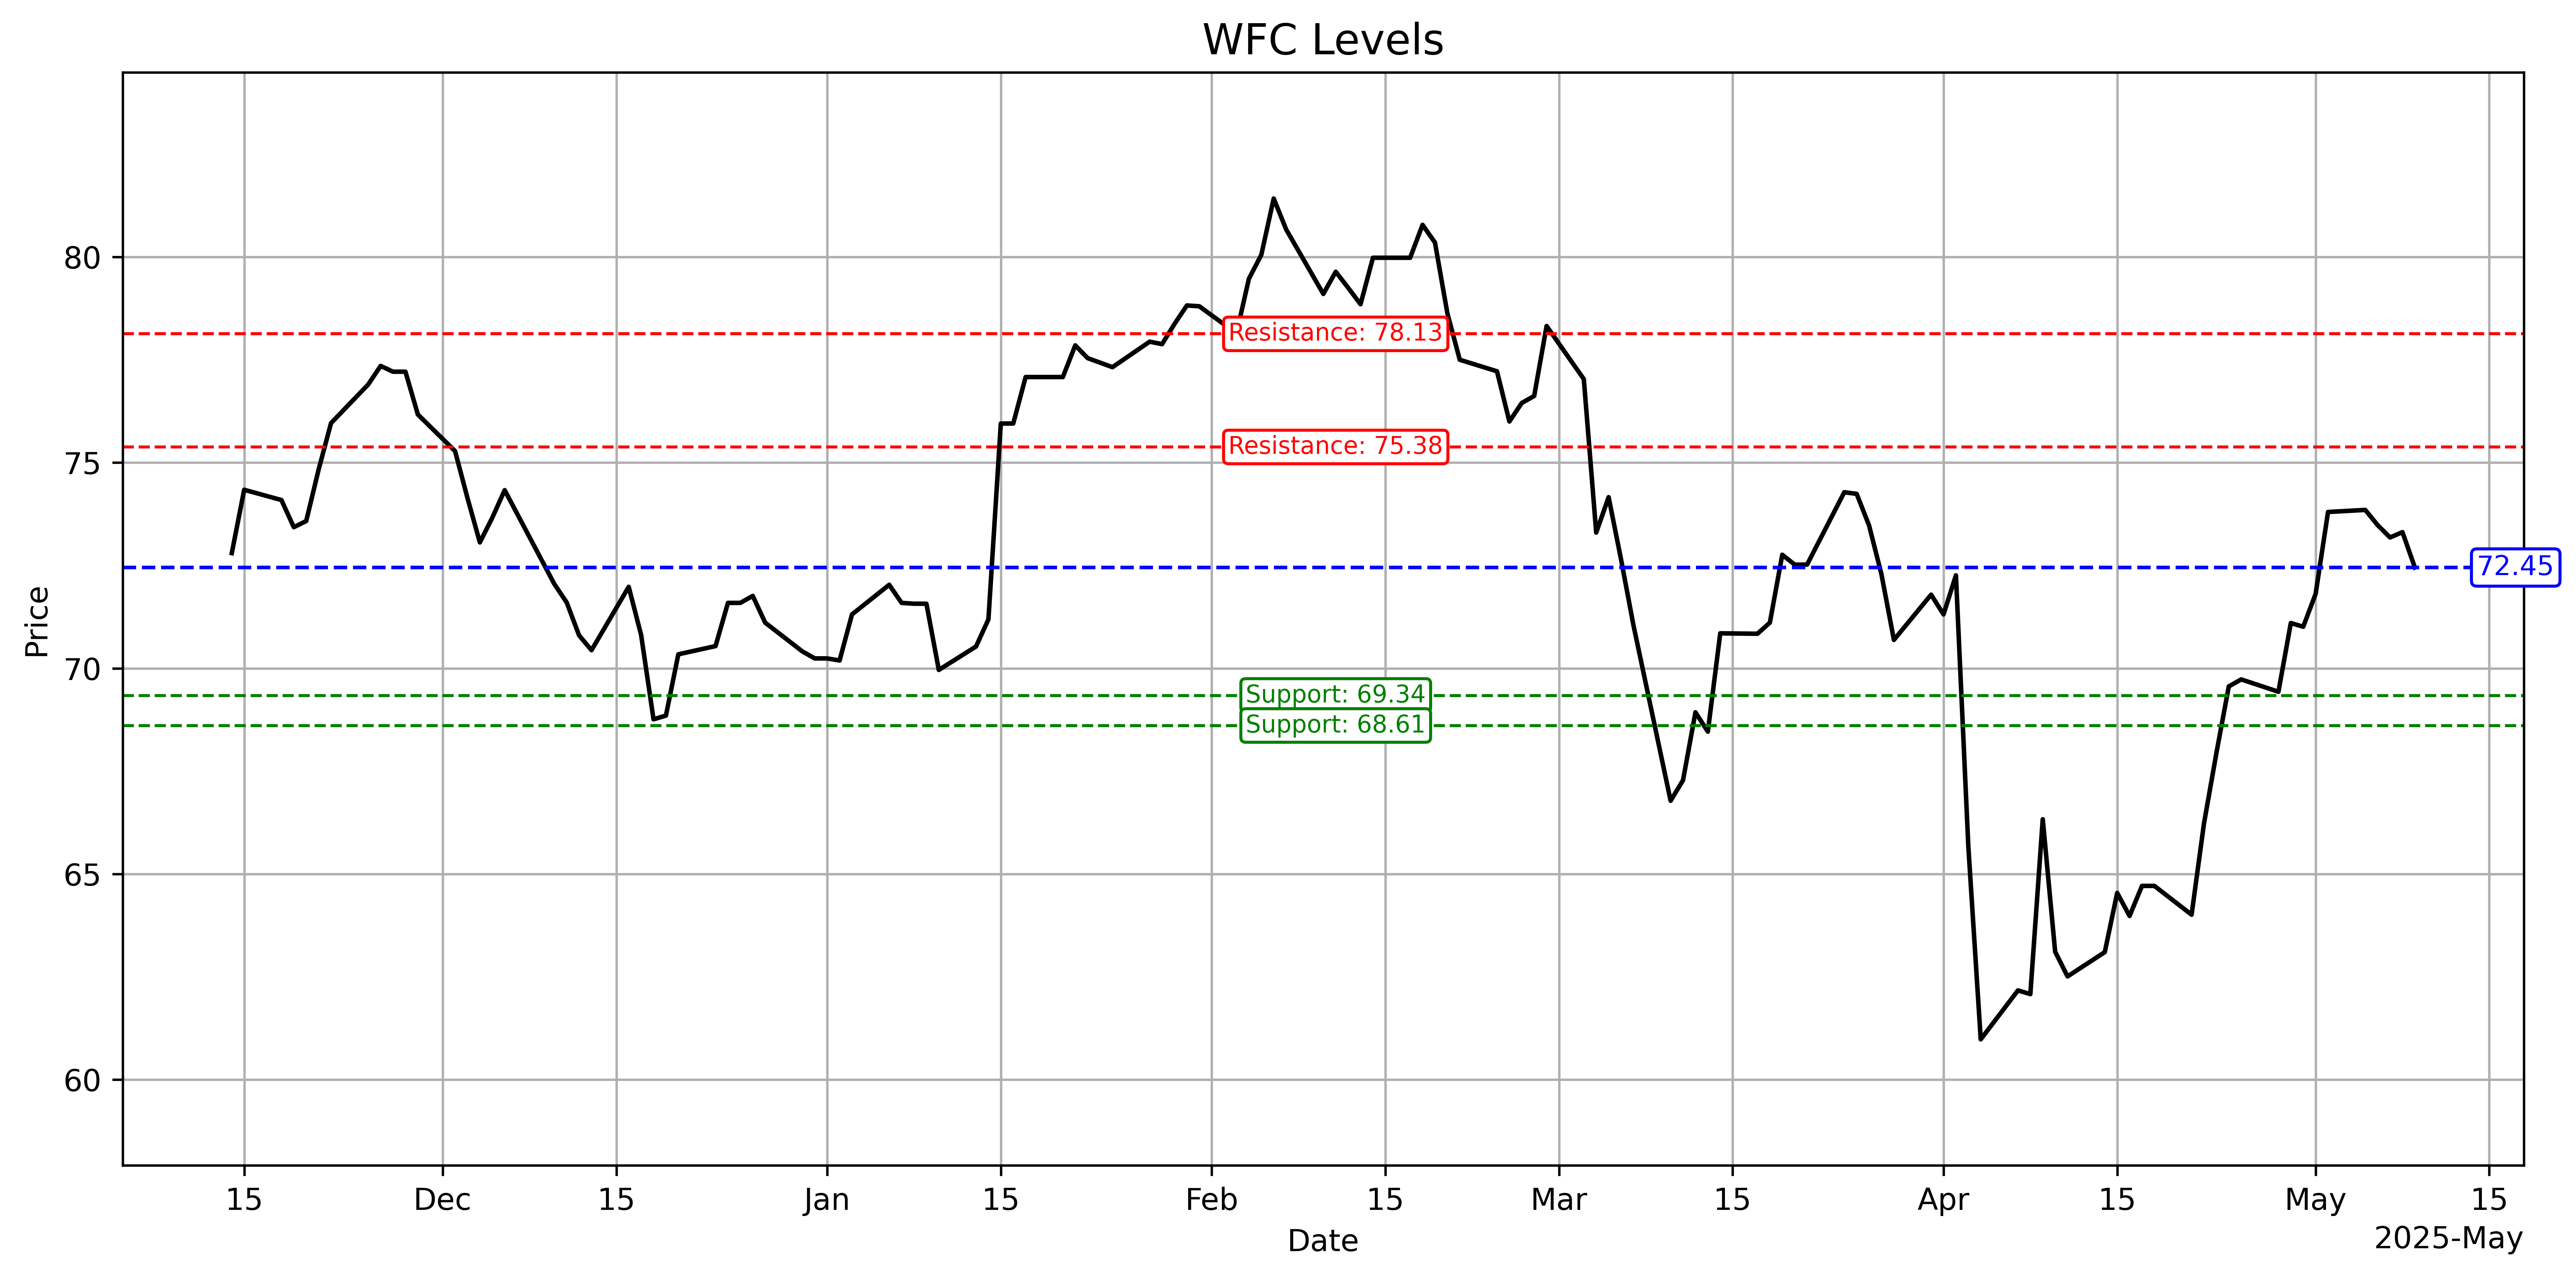 WFC Levels
Price
80
75
70
65
60
Resistance: 78.13
Resistance: 75.38
72.45
Support: 69.34
Support: 68.61
15 Dec 15 Jan 15 Feb 15 Mar 15 Apr 15 May 15
Date
2025-May